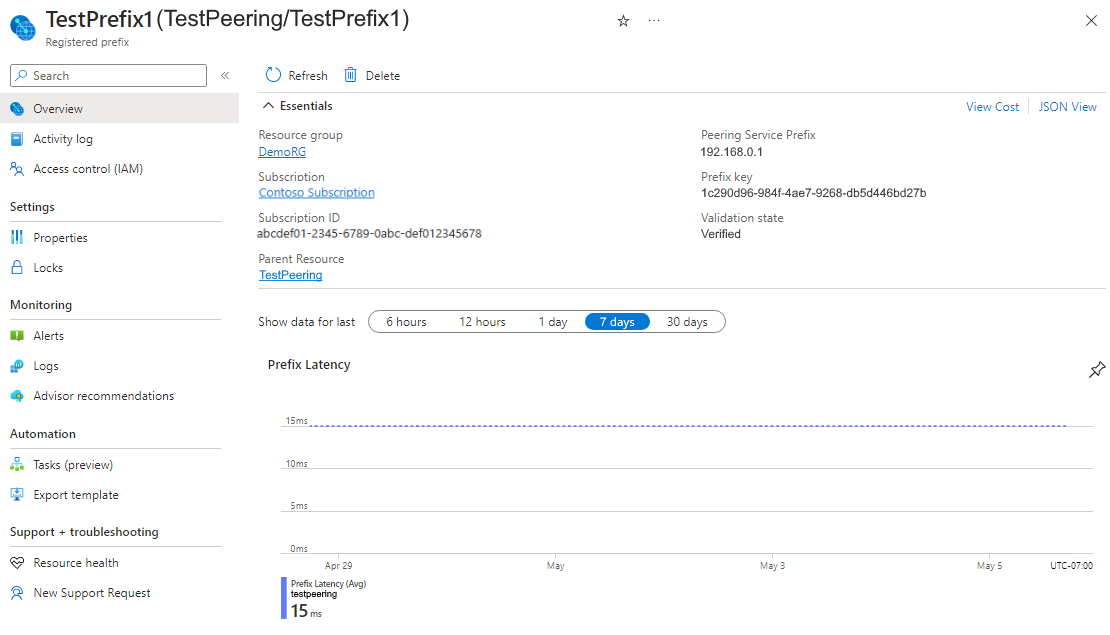 TestPrefix1 (TestPeering/TestPrefix1)
Registered prefix
Search
Overview
Activity log
Access control (IAM)
Settings
Properties
Locks
Monitoring
Alerts
Logs
Advisor recommendations
Automation
Tasks (preview)
Export template
Support + troubleshooting
Resource health
New Support Request
Refresh Delete
Essentials
View Cost JSON View
Resource group
DemoRG
Subscription
Contoso Subscription
Subscription ID
abcdef01-2345-6789-0abc-def012345678
Parent Resource
TestPeering
Peering Service Prefix
192.168.0.1
Prefix key
1c290d96-984f-4ae7-9268-db5d446bd27b
Validation state
Verified
Show data for last 6 hours 12 hours 1 day 7 days 30 days
Prefix Latency
15ms
10ms
5ms
0ms
Apr 29 May May 3 May 5 UTC-07:00
Prefix Latency (Avg)
testpeering
15 ms